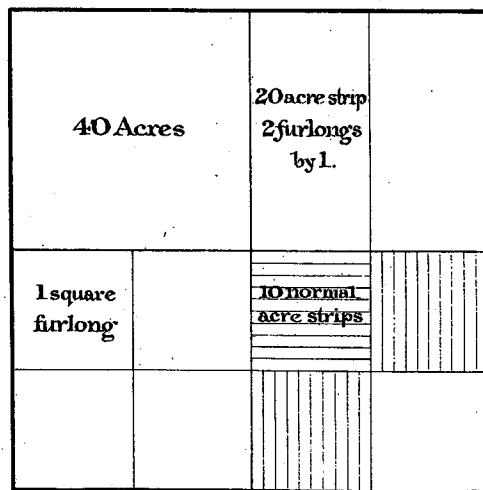 40 Acres
20 acre strip
2 furlongs
by 1.
1 square
furlong
10 normal
acre strips